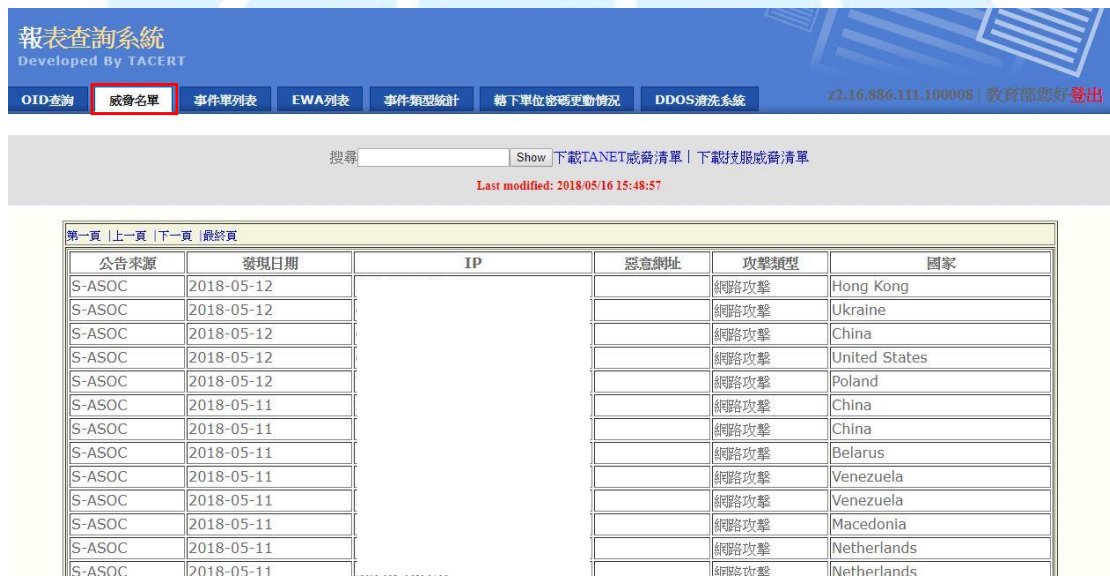 報表查詢系統
Developed By TACERT
OID查詢 威脅名單 事件單列表 EWA列表 事件類型統計 轄下單位密碼更動情況 DDOS清洗系統 z2.16.886.111.100008 | 教育部您好登出
搜尋 Show 下載TANET威脅清單 | 下載技服威脅清單
Last modified: 2018/05/16 15:48:57
第一頁 |上一頁 |下一頁 |最終頁
公告來源 發現日期 IP 惡意網址 攻擊類型 國家
S-ASOC 2018-05-12 網路攻擊 Hong Kong
S-ASOC 2018-05-12 網路攻擊 Ukraine
S-ASOC 2018-05-12 網路攻擊 China
S-ASOC 2018-05-12 網路攻擊 United States
S-ASOC 2018-05-12 網路攻擊 Poland
S-ASOC 2018-05-11 網路攻擊 China
S-ASOC 2018-05-11 網路攻擊 China
S-ASOC 2018-05-11 網路攻擊 Belarus
S-ASOC 2018-05-11 網路攻擊 Venezuela
S-ASOC 2018-05-11 網路攻擊 Venezuela
S-ASOC 2018-05-11 網路攻擊 Macedonia
S-ASOC 2018-05-11 網路攻擊 Netherlands
S-ASOC 2018-05-11 網路攻擊 Netherlands